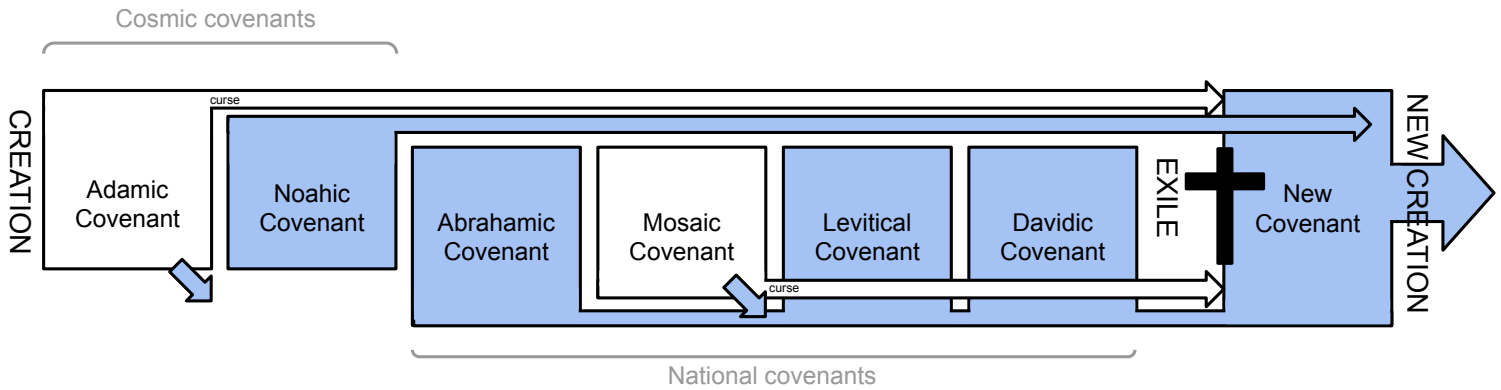 Cosmic covenants
CREATION
curse
Adamic
Covenant
Noahic
Covenant
Abrahamic
Covenant
Mosaic
Covenant
curse
Levitical
Covenant
Davidic
Covenant
EXILE
New
Covenant
NEW CREATION
National covenants